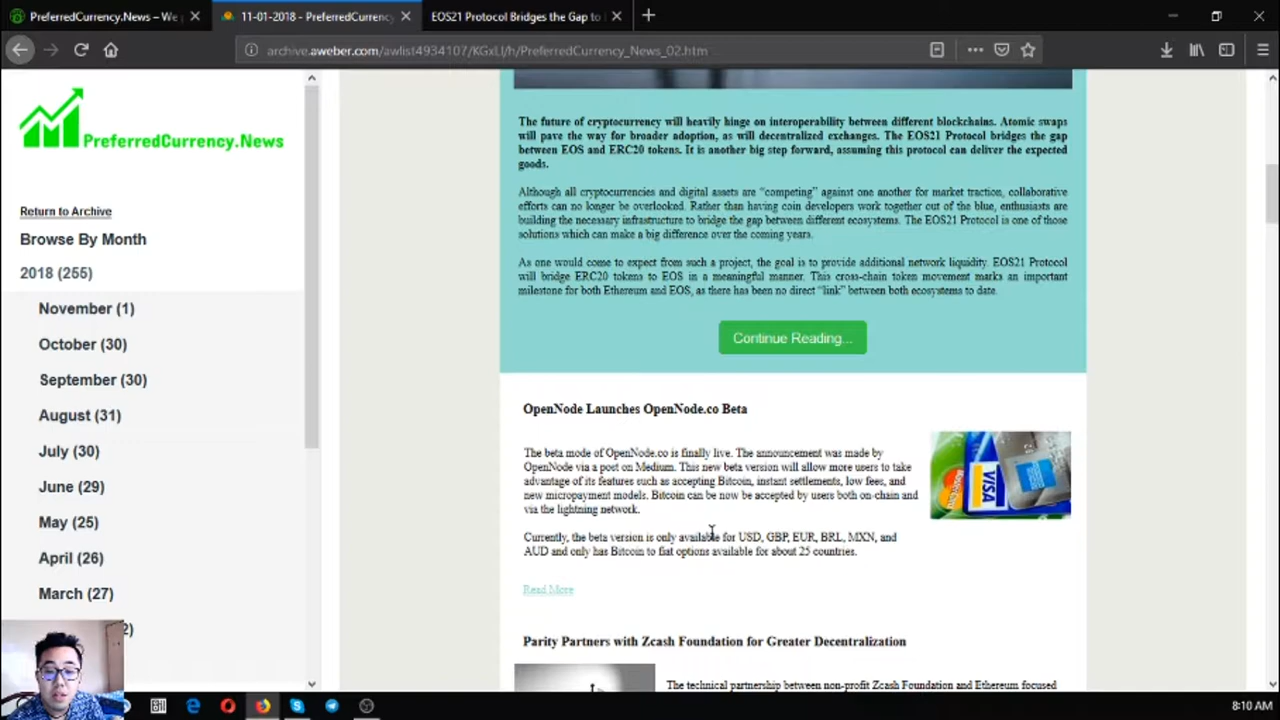 PreferredCurrency.News – We
11-01-2018 - PreferredCurrency
EOS21 Protocol Bridges the Gap to
archive.aweber.com/awlist4934107/KGxLl/h/PreferredCurrency_News_02.htm
PreferredCurrency.News
Return to Archive
Browse By Month
2018 (255)
November (1)
October (30)
September (30)
August (31)
July (30)
June (29)
May (25)
April (26)
March (27)
2)
The future of cryptocurrency will heavily hinge on interoperability between different blockchains. Atomic swaps
will pave the way for broader adoption, as will decentralized exchanges. The EOS21 Protocol bridges the gap
between EOS and ERC20 tokens. It is another big step forward, assuming this protocol can deliver the expected
goods.
Although all cryptocurrencies and digital assets are “competing” against one another for market traction, collaborative
efforts can no longer be overlooked. Rather than having coin developers work together out of the blue, enthusiasts are
building the necessary infrastructure to bridge the gap between different ecosystems. The EOS21 Protocol is one of those
solutions which can make a big difference over the coming years.
As one would come to expect from such a project, the goal is to provide additional network liquidity. EOS21 Protocol
will bridge ERC20 tokens to EOS in a meaningful manner. This cross-chain token movement marks an important
milestone for both Ethereum and EOS, as there has been no direct “link” between both ecosystems to date.
Continue Reading...
OpenNode Launches OpenNode.co Beta
The beta mode of OpenNode.co is finally live. The announcement was made by
OpenNode via a post on Medium. This new beta version will allow more users to take
advantage of its features such as accepting Bitcoin, instant settlements, low fees, and
new micropayment models. Bitcoin can be now be accepted by users both on-chain and
via the lightning network.
VISA
Currently, the beta version is only available for USD, GBP, EUR, BRL, MXN, and
AUD and only has Bitcoin to fiat options available for about 25 countries.
Read More
Parity Partners with Zcash Foundation for Greater Decentralization
The technical partnership between non-profit Zcash Foundation and Ethereum focused
8:10 AM